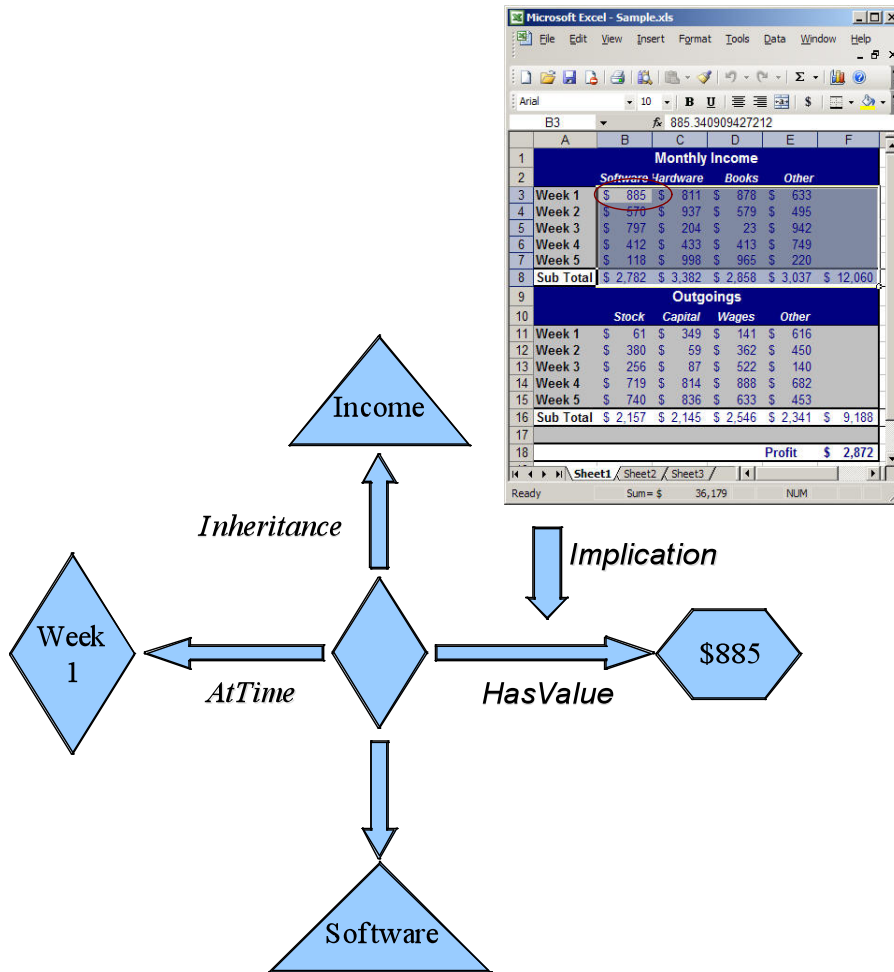 Microsoft Excel - Sample.xls
File Edit View Insert Format Tools Data Window Help
Arial 10 B U $
B3 fx 885.340909427212
A B C D E F
1 Monthly Income
2 Software Hardware Books Other
3 Week 1 $ 885 $ 811 $ 878 $ 633
4 Week 2 $ 570 $ 937 $ 579 $ 495
5 Week 3 $ 797 $ 204 $ 23 $ 942
6 Week 4 $ 412 $ 433 $ 413 $ 749
7 Week 5 $ 118 $ 998 $ 965 $ 220
8 Sub Total $ 2,782 $ 3,382 $ 2,858 $ 3,037 $ 12,060
9 Outgoings
10 Stock Capital Wages Other
11 Week 1 $ 61 $ 349 $ 141 $ 616
12 Week 2 $ 380 $ 59 $ 362 $ 450
13 Week 3 $ 256 $ 87 $ 522 $ 140
14 Week 4 $ 719 $ 814 $ 888 $ 682
15 Week 5 $ 740 $ 836 $ 633 $ 453
16 Sub Total $ 2,157 $ 2,145 $ 2,546 $ 2,341 $ 9,188
17
18 Profit $ 2,872
Sheet1 Sheet2 Sheet3
Ready Sum= $ 36,179 NUM
Income
Inheritance
Implication
Week
1
$885
AtTime
HasValue
Software